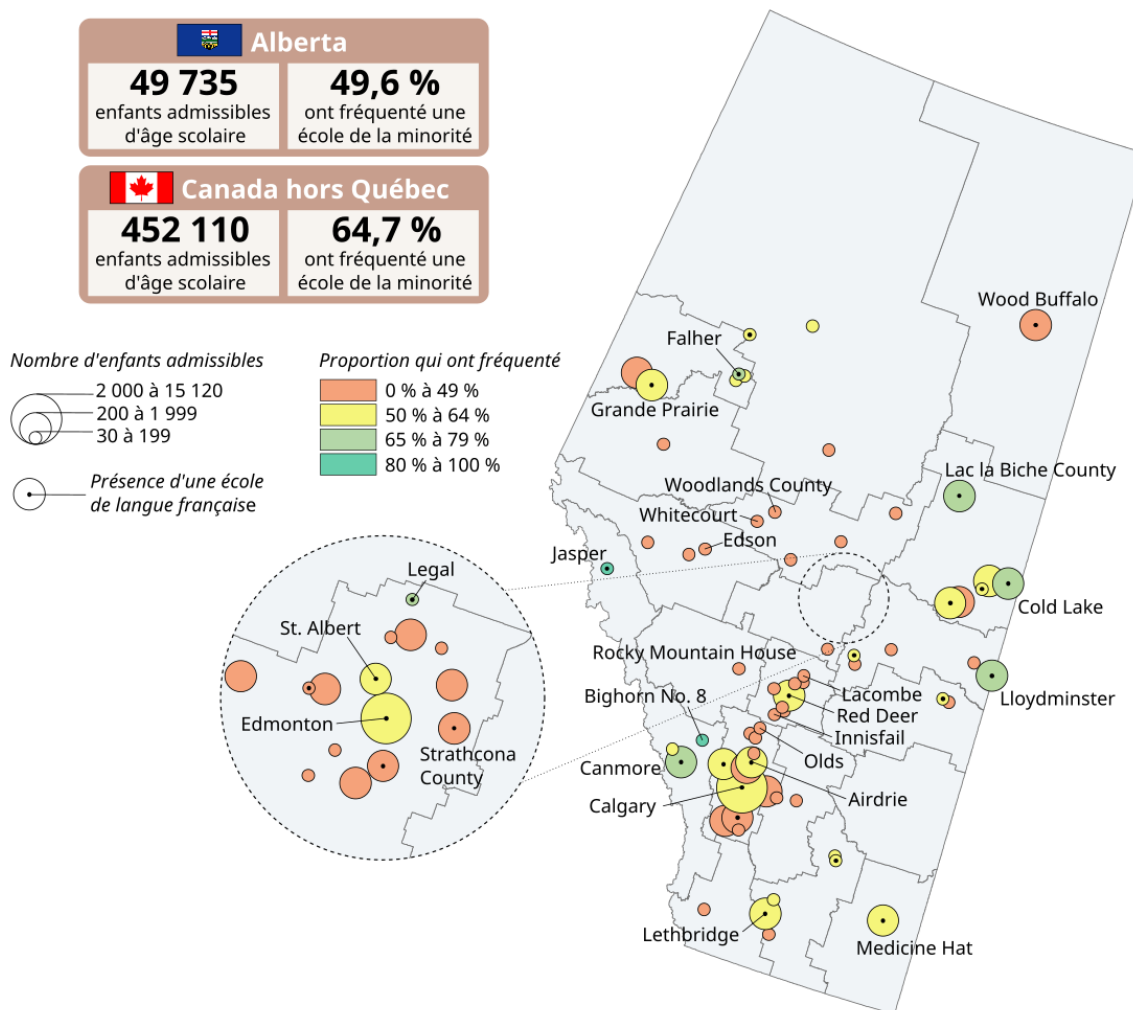 Alberta
49 735
enfants admissibles
d'âge scolaire
49,6 %
ont fréquenté une
école de la minorité
Canada hors Québec
452 110
enfants admissibles
d'âge scolaire
64,7 %
ont fréquenté une
école de la minorité
Nombre d'enfants admissibles
2 000 à 15 120
200 à 1 999
30 à 199
Présence d'une école
de langue française
Proportion qui ont fréquenté
0 % à 49 %
50 % à 64 %
65 % à 79 %
80 % à 100 %
Wood Buffalo
Falher
Grande Prairie
Lac la Biche County
Woodlands County
Whitecourt
Edson
Jasper
Cold Lake
Legal
St. Albert
Edmonton
Strathcona
County
Rocky Mountain House
Bighorn No. 8
Lacombe
Lloydminster
Red Deer
Innisfail
Olds
Canmore
Airdrie
Calgary
Lethbridge
Medicine Hat